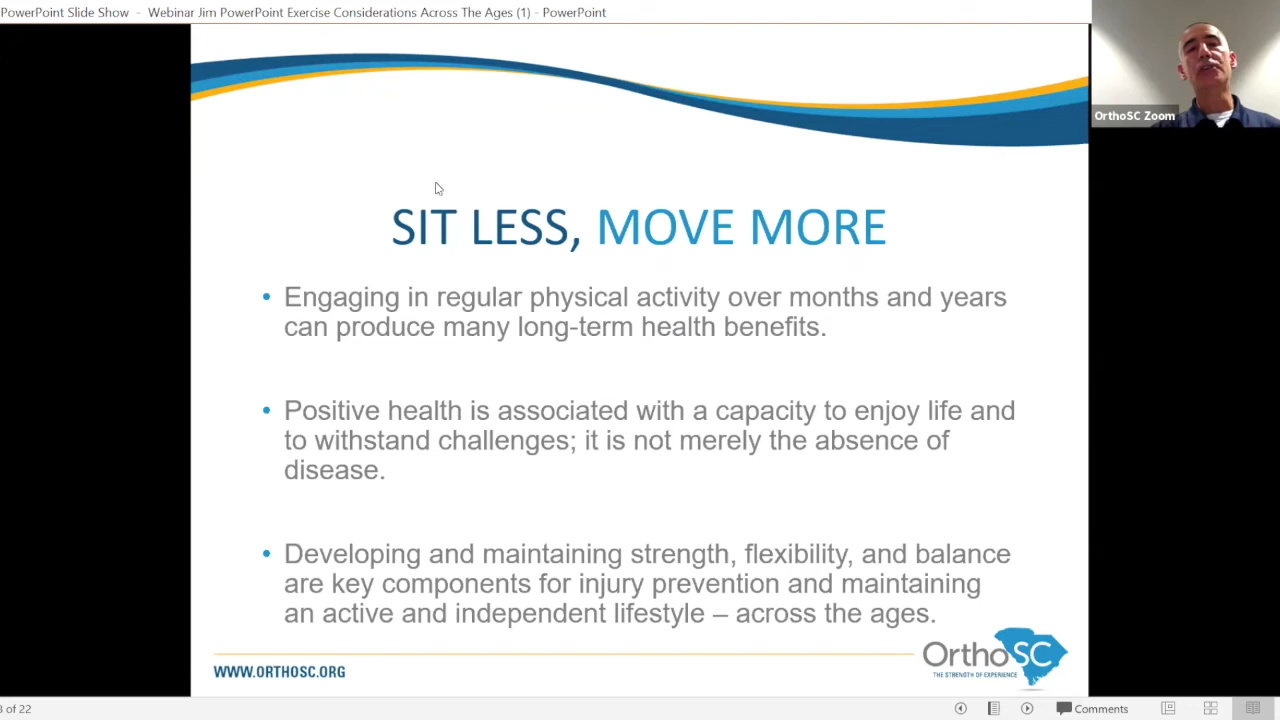 PowerPoint Slide Show - Webinar Jim PowerPoint Exercise Considerations Across The Ages (1) - PowerPoint
OrthoSC Zoom
SIT LESS, MOVE MORE
• Engaging in regular physical activity over months and years
can produce many long-term health benefits.
• Positive health is associated with a capacity to enjoy life and
to withstand challenges; it is not merely the absence of
disease.
• Developing and maintaining strength, flexibility, and balance
are key components for injury prevention and maintaining
an active and independent lifestyle – across the ages.
OrthoSC
THE STRENGTH OF EXPERIENCE
WWW.ORTHOSC.ORG
of 22
Comments